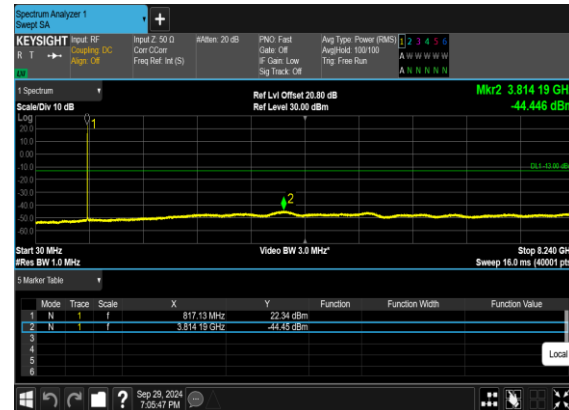 Spectrum Analyzer 1
Swept SA
+
KEYSIGHT Input: RF Input Z: 50 Ω #Atten: 20 dB PNO: Fast Avg Type: Power (RMS) 1 2 3 4 5 6
R T Coupling: DC Corr CCorr Gate: Off Avg|Hold: 100/100 A W W W W W
Align: Off Freq Ref: Int (S) IF Gain: Low Trig: Free Run
Sig Track: Off A N N N N N
1 Spectrum
Ref Lvl Offset 20.80 dB Mkr2 3.814 19 GH
Scale/Div 10 dB Ref Level 30.00 dBm -44.446 dB
Log
20.0
10.0
0.00
-10.0
-20.0
-30.0
-40.0
-50.0
-60.0
1
DL1 -13.00 dB
2
Start 30 MHz Video BW 3.0 MHz* Stop 8.240 GH
#Res BW 1.0 MHz Sweep 16.0 ms (40001 pts
5 Marker Table
Mode Trace Scale X Y Function Function Width Function Value
1 N 1 f 817.13 MHz 22.34 dBm
2 N 1 f 3.814 19 GHz -44.45 dBm
3
4
5
6
Local
? Sep 29, 2024
7:05:47 PM